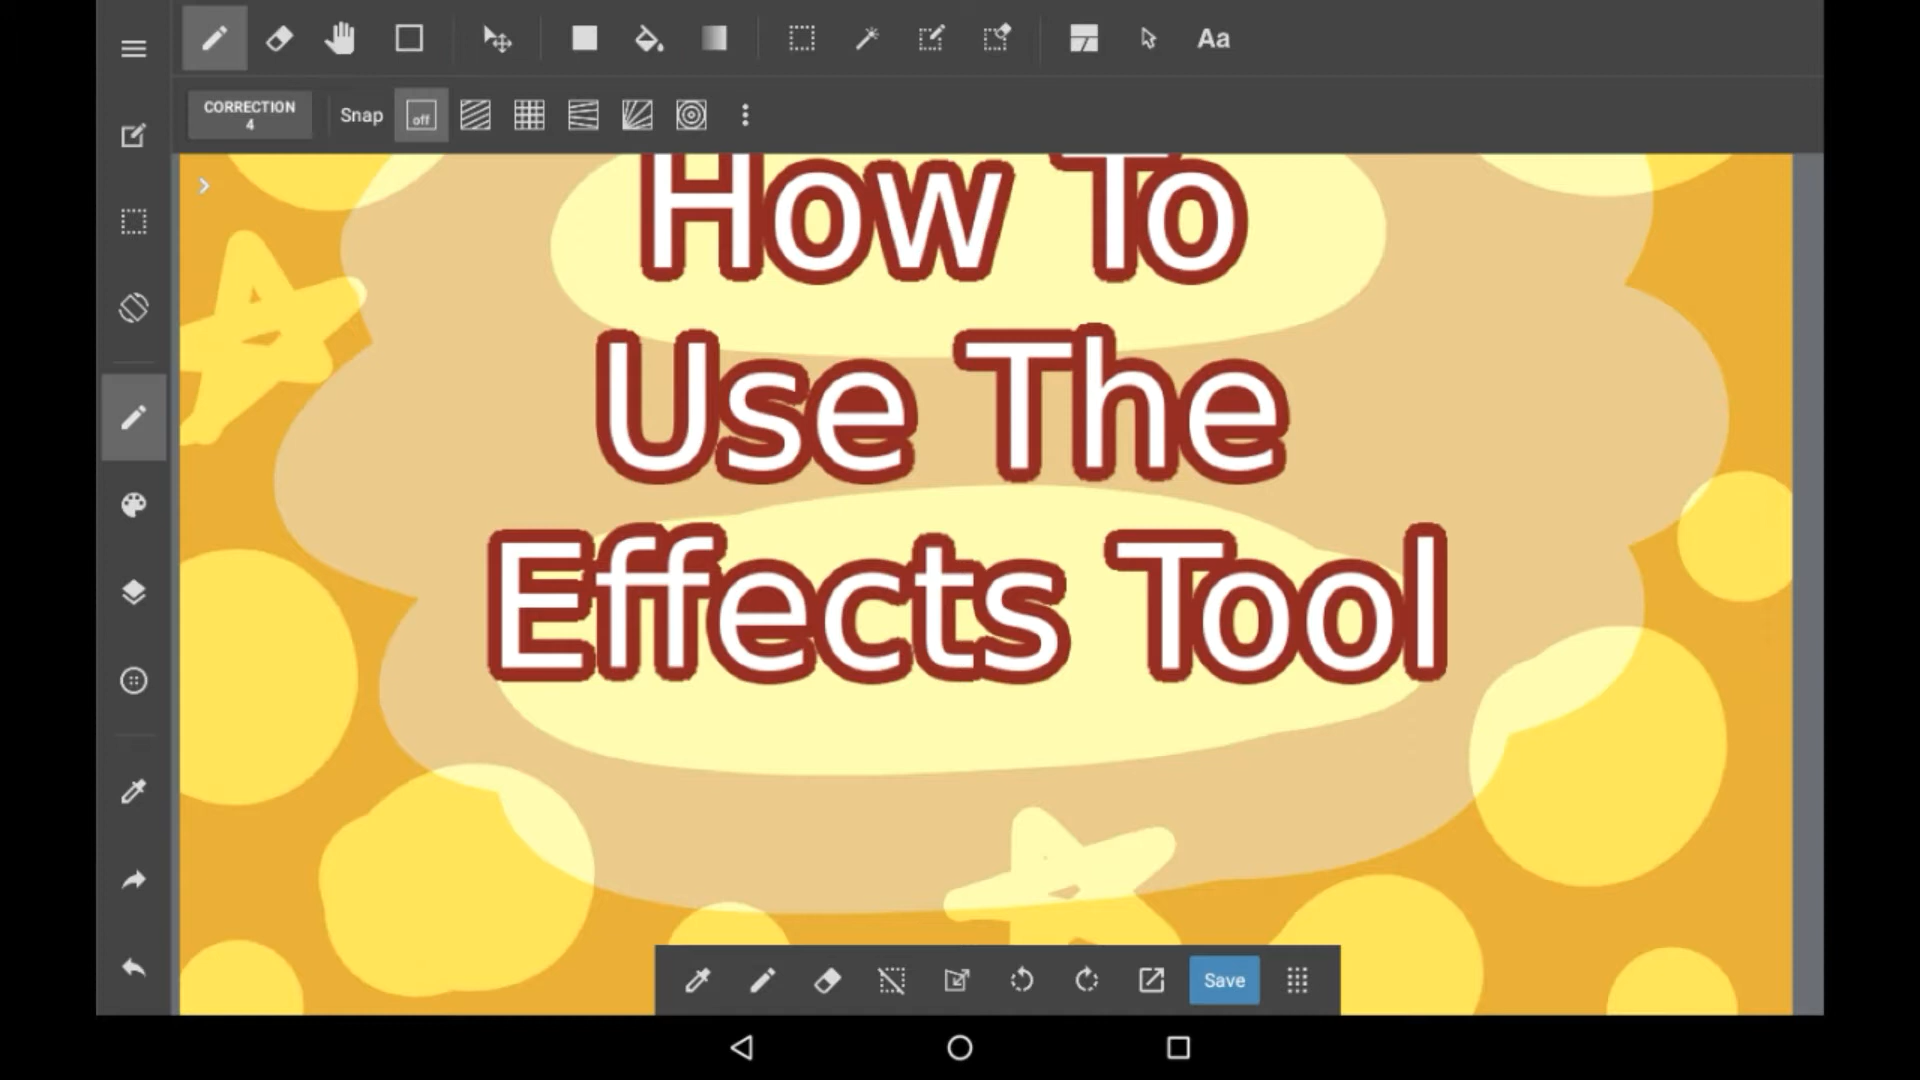 Aa
CORRECTION
4
Snap
off
How To
Use The
Effects Tool
Save